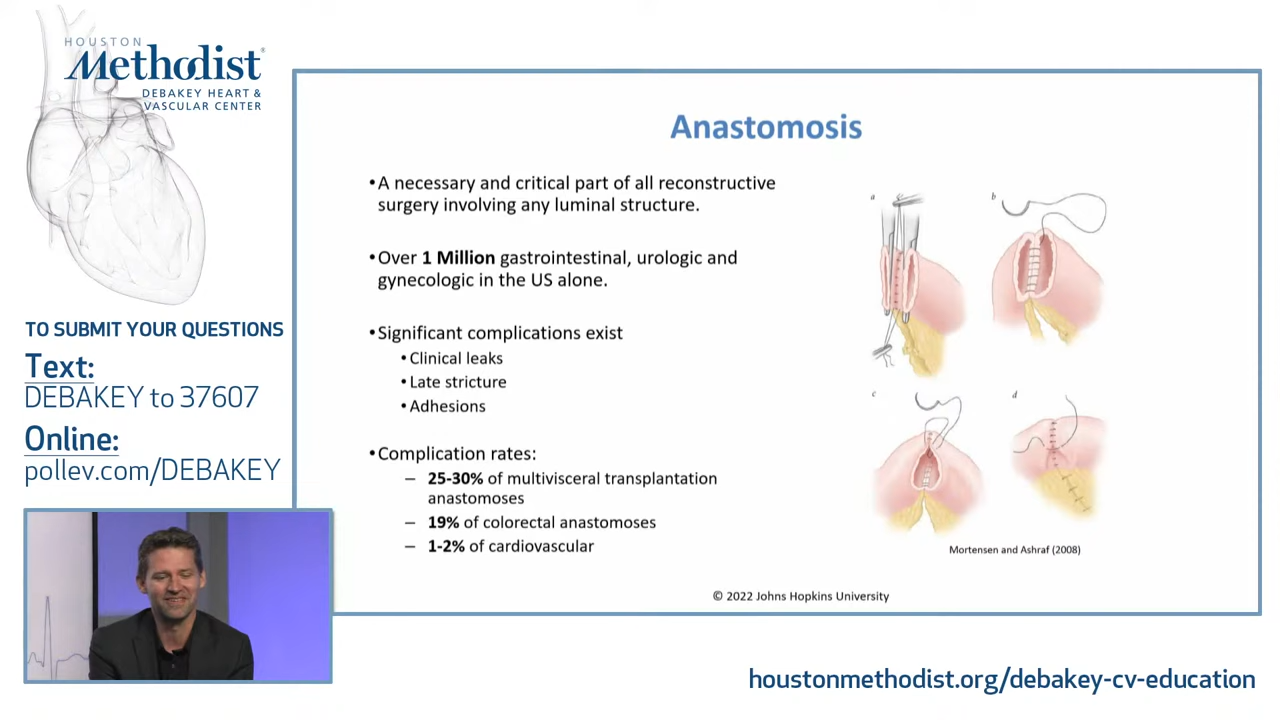 HOUSTON
Methodist®
DEBAKEY HEART &
VASCULAR CENTER
TO SUBMIT YOUR QUESTIONS
Text:
DEBAKEY to 37607
Online:
pollev.com/DEBAKEY
Anastomosis
•A necessary and critical part of all reconstructive
surgery involving any luminal structure.
•Over 1 Million gastrointestinal, urologic and
gynecologic in the US alone.
•Significant complications exist
•Clinical leaks
•Late stricture
•Adhesions
•Complication rates:
– 25-30% of multivisceral transplantation
anastomoses
– 19% of colorectal anastomoses
– 1-2% of cardiovascular
a
b
c
d
Mortensen and Ashraf (2008)
© 2022 Johns Hopkins University
houstonmethodist.org/debakey-cv-education